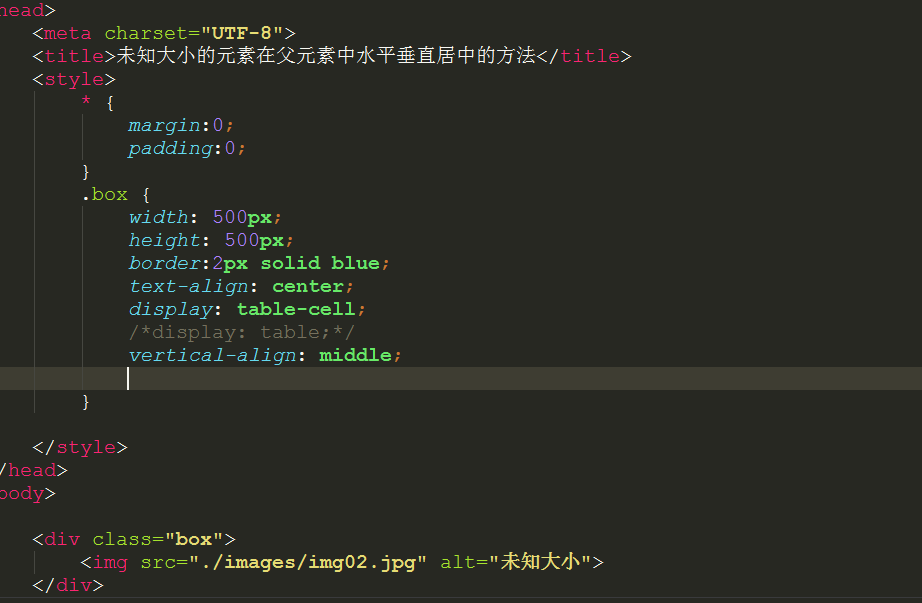 head>
<meta charset="UTF-8">
<title>未知大小的元素在父元素中水平垂直居中的方法</title>
<style>
* {
margin:0;
padding:0;
}
.box {
width: 500px;
height: 500px;
border:2px solid blue;
text-align: center;
display: table-cell;
/*display: table;*/
vertical-align: middle;
}
</style>
/head>
body>
<div class="box">
<img src="./images/img02.jpg" alt="未知大小">
</div>